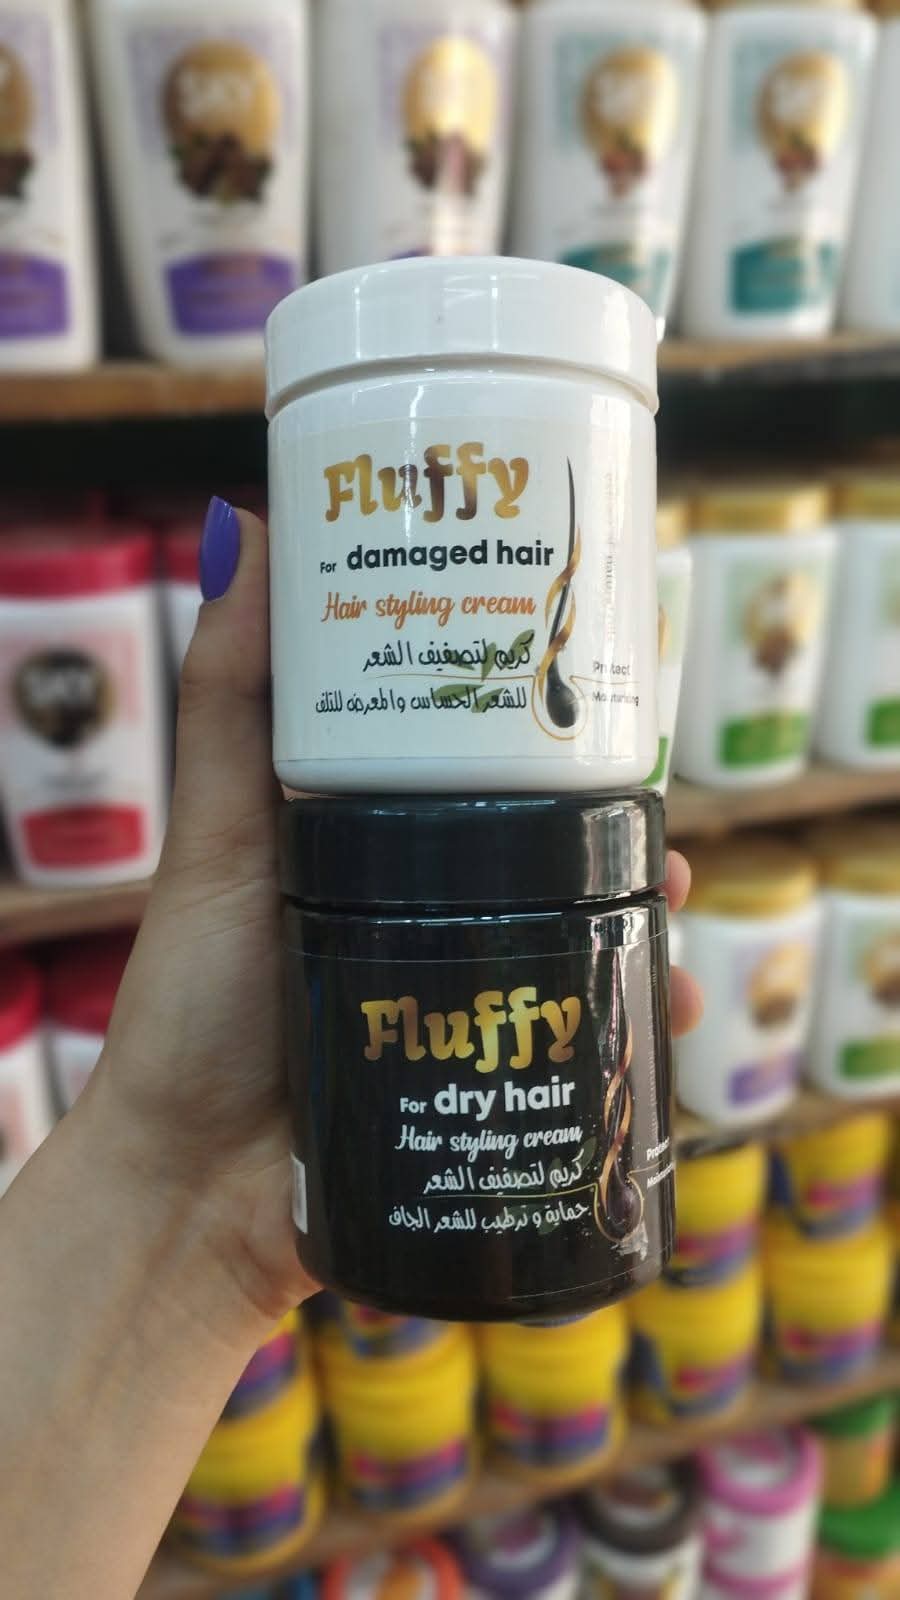 SKY
Fluffy
For damaged hair
Hair styling cream
كريم لتصفيف الشعر
للشعر الحساس والمعرض للتلف
Protect
Moisturizing
Fluffy
For dry hair
Hair styling cream
كريم لتصفيف الشعر
حماية و ترطيب للشعر الجاف